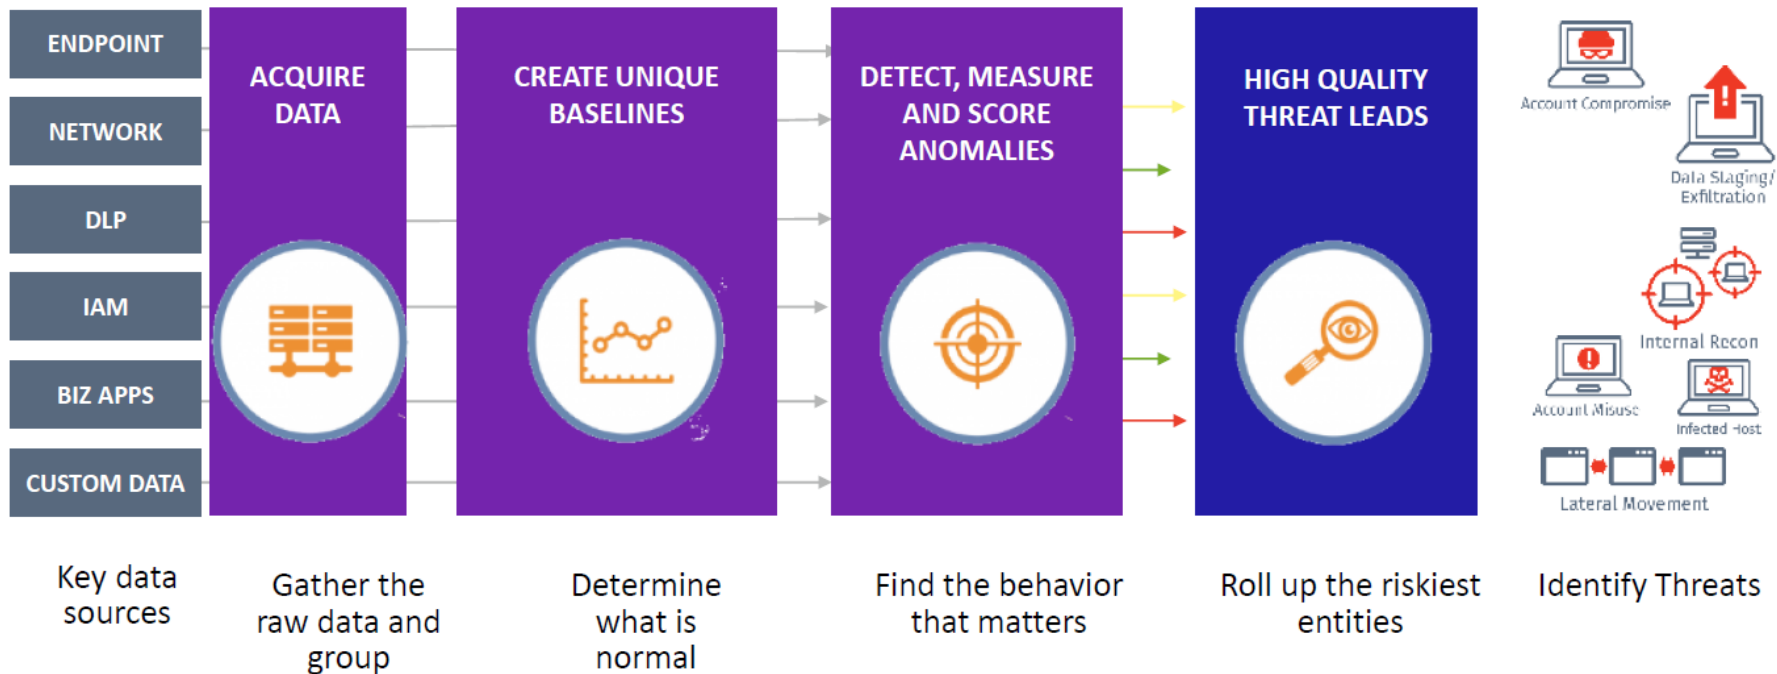 ENDPOINT
NETWORK
DLP
IAM
BIZ APPS
CUSTOM DATA
ACQUIRE
DATA
CREATE UNIQUE
BASELINES
DETECT, MEASURE
AND SCORE
ANOMALIES
HIGH QUALITY
THREAT LEADS
Account Compromise
Data Staging/
Exfiltration
Internal Recon
Account Misuse
Infected Host
Lateral Movement
Key data
sources
Gather the
raw data and
group
Determine
what is
normal
Find the behavior
that matters
Roll up the riskiest
entities
Identify Threats